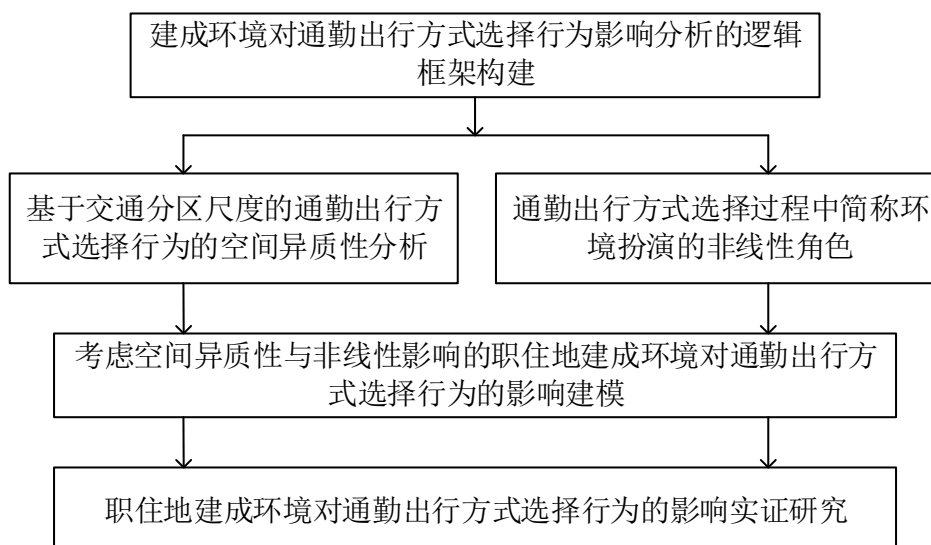 建成环境对通勤出行方式选择行为影响分析的逻辑
框架构建
基于交通分区尺度的通勤出行方
式选择行为的空间异质性分析
通勤出行方式选择过程中简称环
境扮演的非线性角色
考虑空间异质性与非线性影响的职住地建成环境对通勤出行方
式选择行为的影响建模
职住地建成环境对通勤出行方式选择行为的影响实证研究